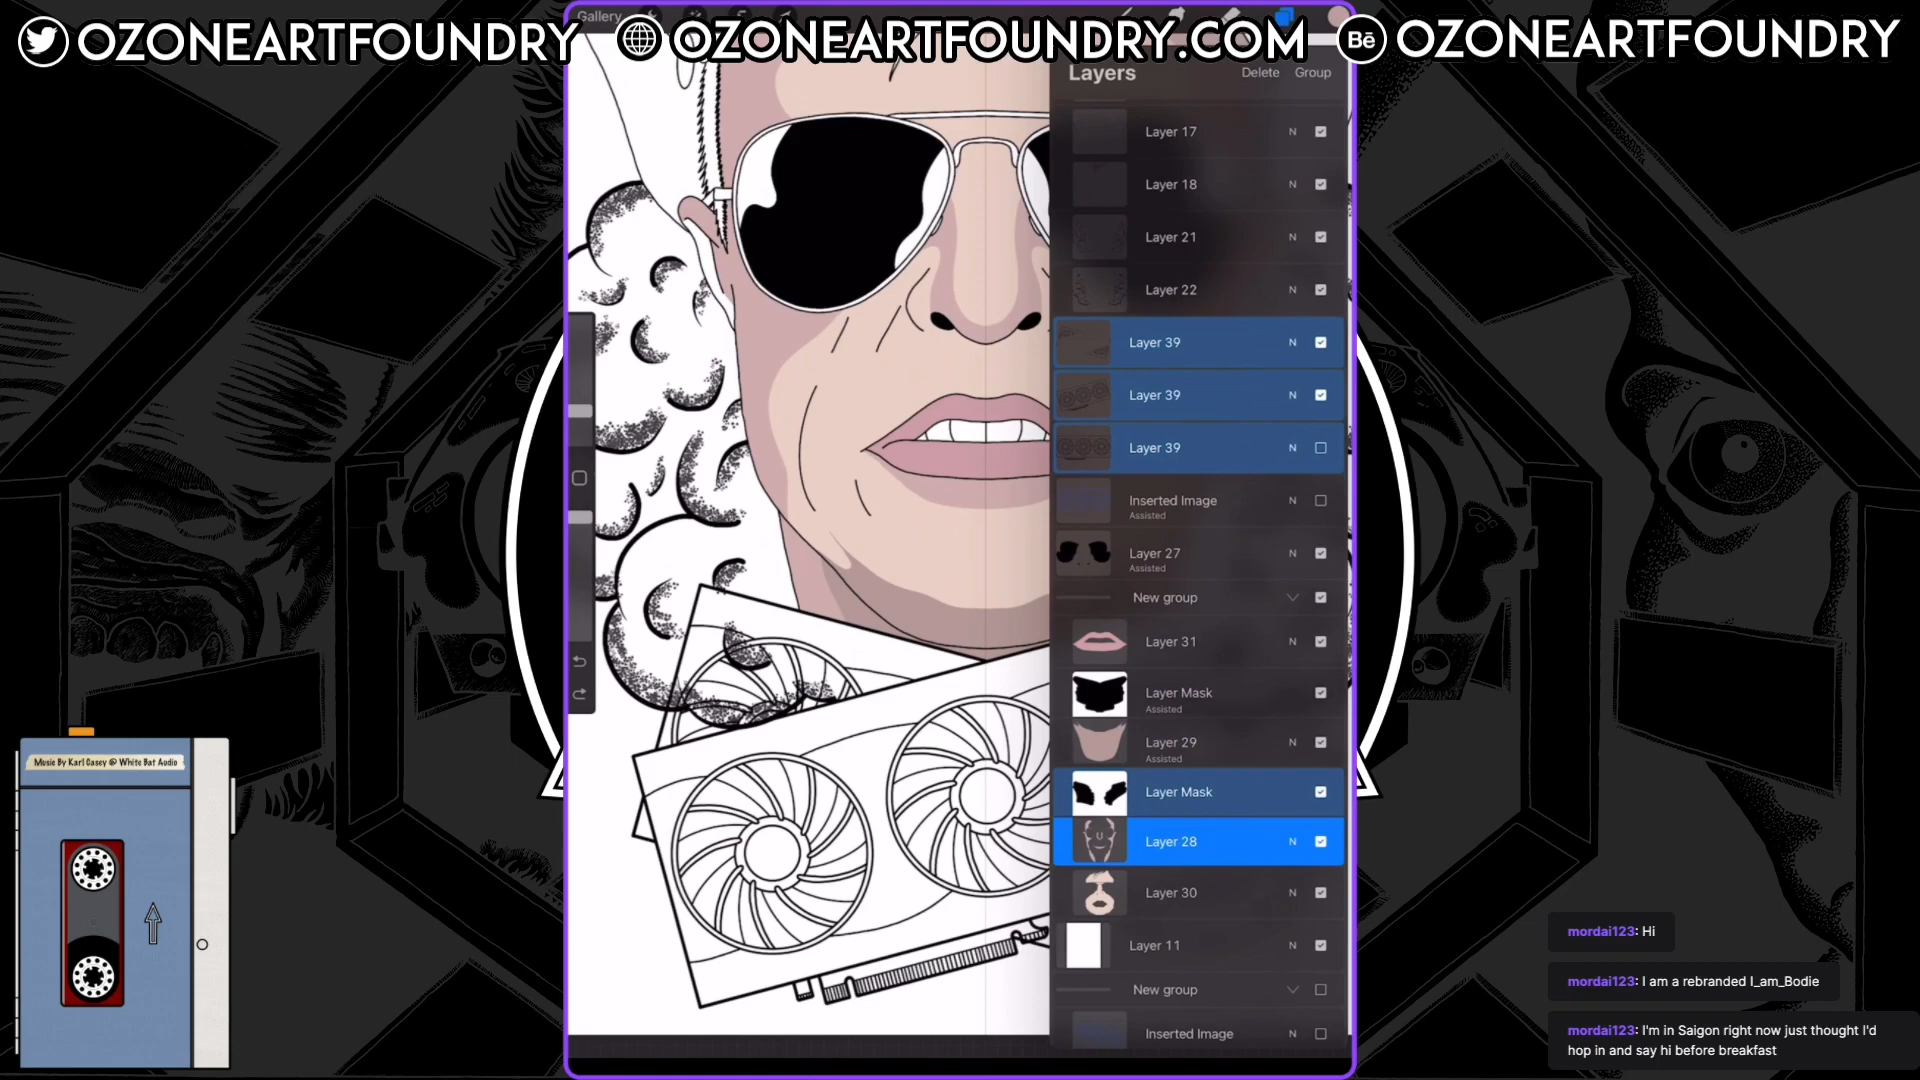 OZONEARTFOUNDRY
OZONEARTFOUNDRY.COM
Bē OZONEARTFOUNDRY
Gallery
Layers
Delete
Group
Layer 17 N
Layer 18 N
Layer 21 N
Layer 22 N
Layer 39 N
Layer 39 N
Layer 39 N
Inserted Image N
Assisted
Layer 27 N
Assisted
New group
Layer 31 N
Layer Mask
Assisted
Layer 29 N
Assisted
Layer Mask
Layer 28 N
Layer 30 N
Layer 11 N
New group
Inserted Image N
Music By Karl Casey @ White Bat Audio
mordai123: Hi
mordai123: I am a rebranded I_am_Bodie
mordai123: I'm in Saigon right now just thought I'd
hop in and say hi before breakfast